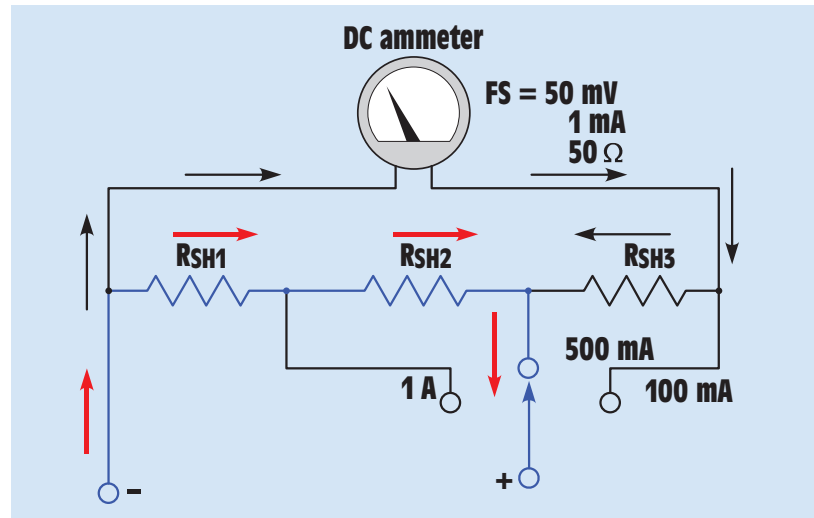 DC ammeter
FS = 50 mV
1 mA
50 Ω
RSH1
RSH2
RSH3
500 mA
1 A
100 mA
+
-